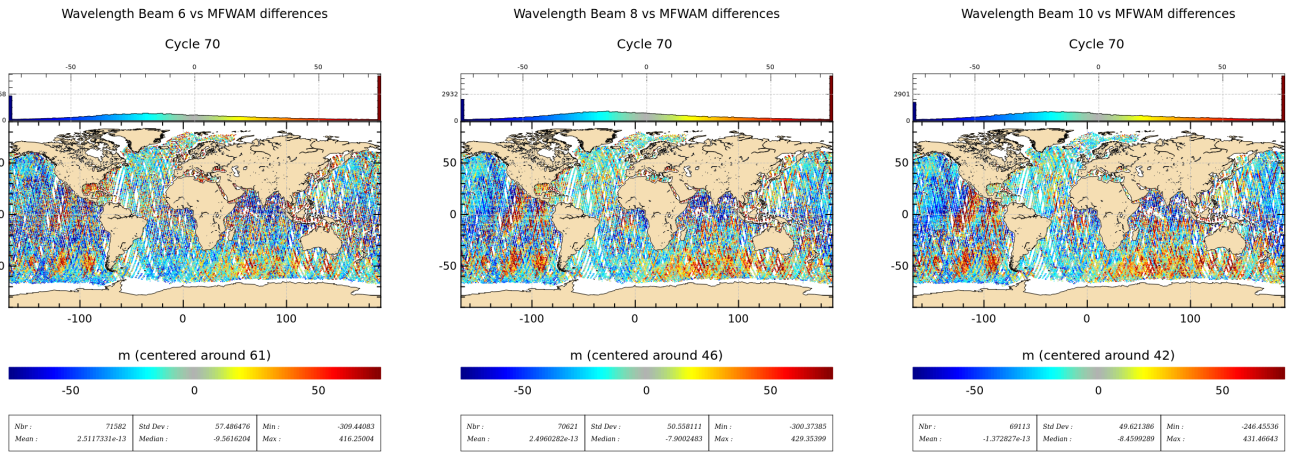 Wavelength Beam 6 vs MFWAM differences
Cycle 70
-50 0 50
0
50
0
-50
-100 0 100
m (centered around 61)
-50 0 50
Nbr : 71582 Std Dev : 57.486476 Min : -309.44083
Mean : 2.5117331e-13 Median : -9.5616204 Max : 416.25004
Wavelength Beam 8 vs MFWAM differences
Cycle 70
-50 0 50
2932
0
50
0
-50
-100 0 100
m (centered around 46)
-50 0 50
Nbr : 70621 Std Dev : 50.558111 Min : -300.37385
Mean : 2.4960282e-13 Median : -7.9002483 Max : 429.35399
Wavelength Beam 10 vs MFWAM differences
Cycle 70
-50 0 50
2901
0
50
0
-50
-100 0 100
m (centered around 42)
-50 0 50
Nbr : 69113 Std Dev : 49.621386 Min : -246.45536
Mean : -1.372827e-13 Median : -8.4599289 Max : 431.46643